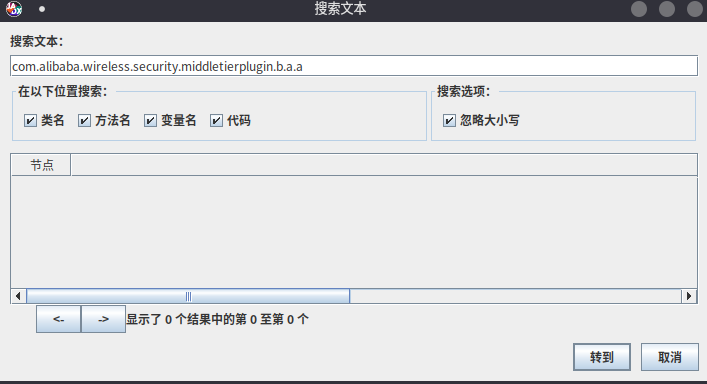 搜索文本
搜索文本：
com.alibaba.wireless.security.middletierplugin.b.a.a
在以下位置搜索： 搜索选项：
类名 方法名 变量名 代码 忽略大小写
节点
<- -> 显示了 0 个结果中的第 0 至第 0 个
转到 取消